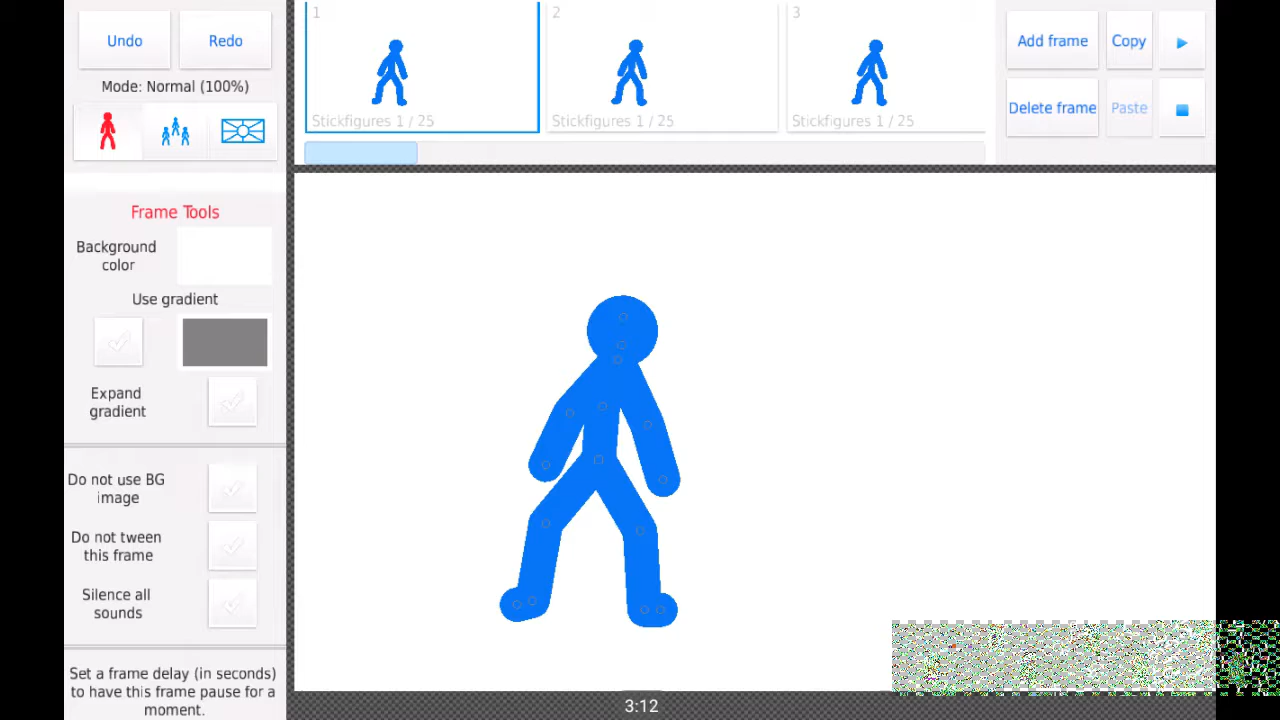 Undo
Redo
Mode: Normal (100%)
1
Stickfigures 1 / 25
2
Stickfigures 1 / 25
3
Stickfigures 1 / 25
Add frame
Copy
Delete frame
Paste
Frame Tools
Background
color
Use gradient
Expand
gradient
Do not use BG
image
Do not tween
this frame
Silence all
sounds
Set a frame delay (in seconds)
to have this frame pause for a
moment.
3:12